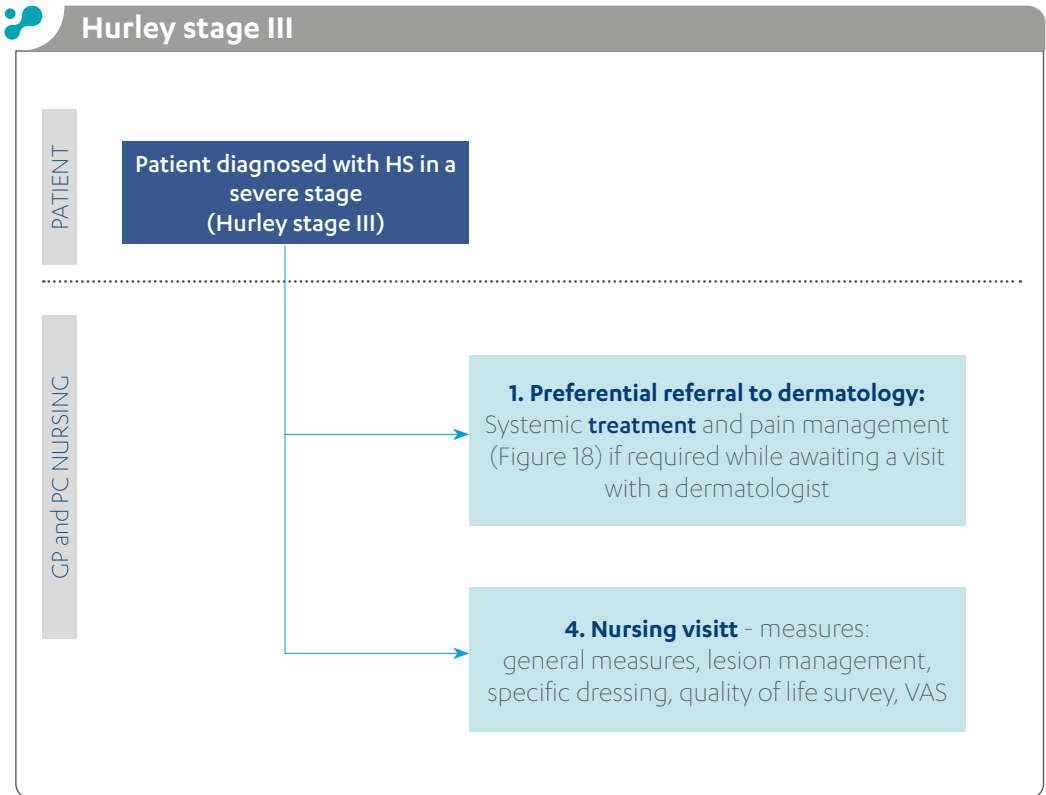 Hurley stage III
PATIENT
Patient diagnosed with HS in a
severe stage
(Hurley stage III)
GP and PC NURSING
1. Preferential referral to dermatology:
Systemic treatment and pain management
(Figure 18) if required while awaiting a visit
with a dermatologist
4. Nursing visitt - measures:
general measures, lesion management,
specific dressing, quality of life survey, VAS